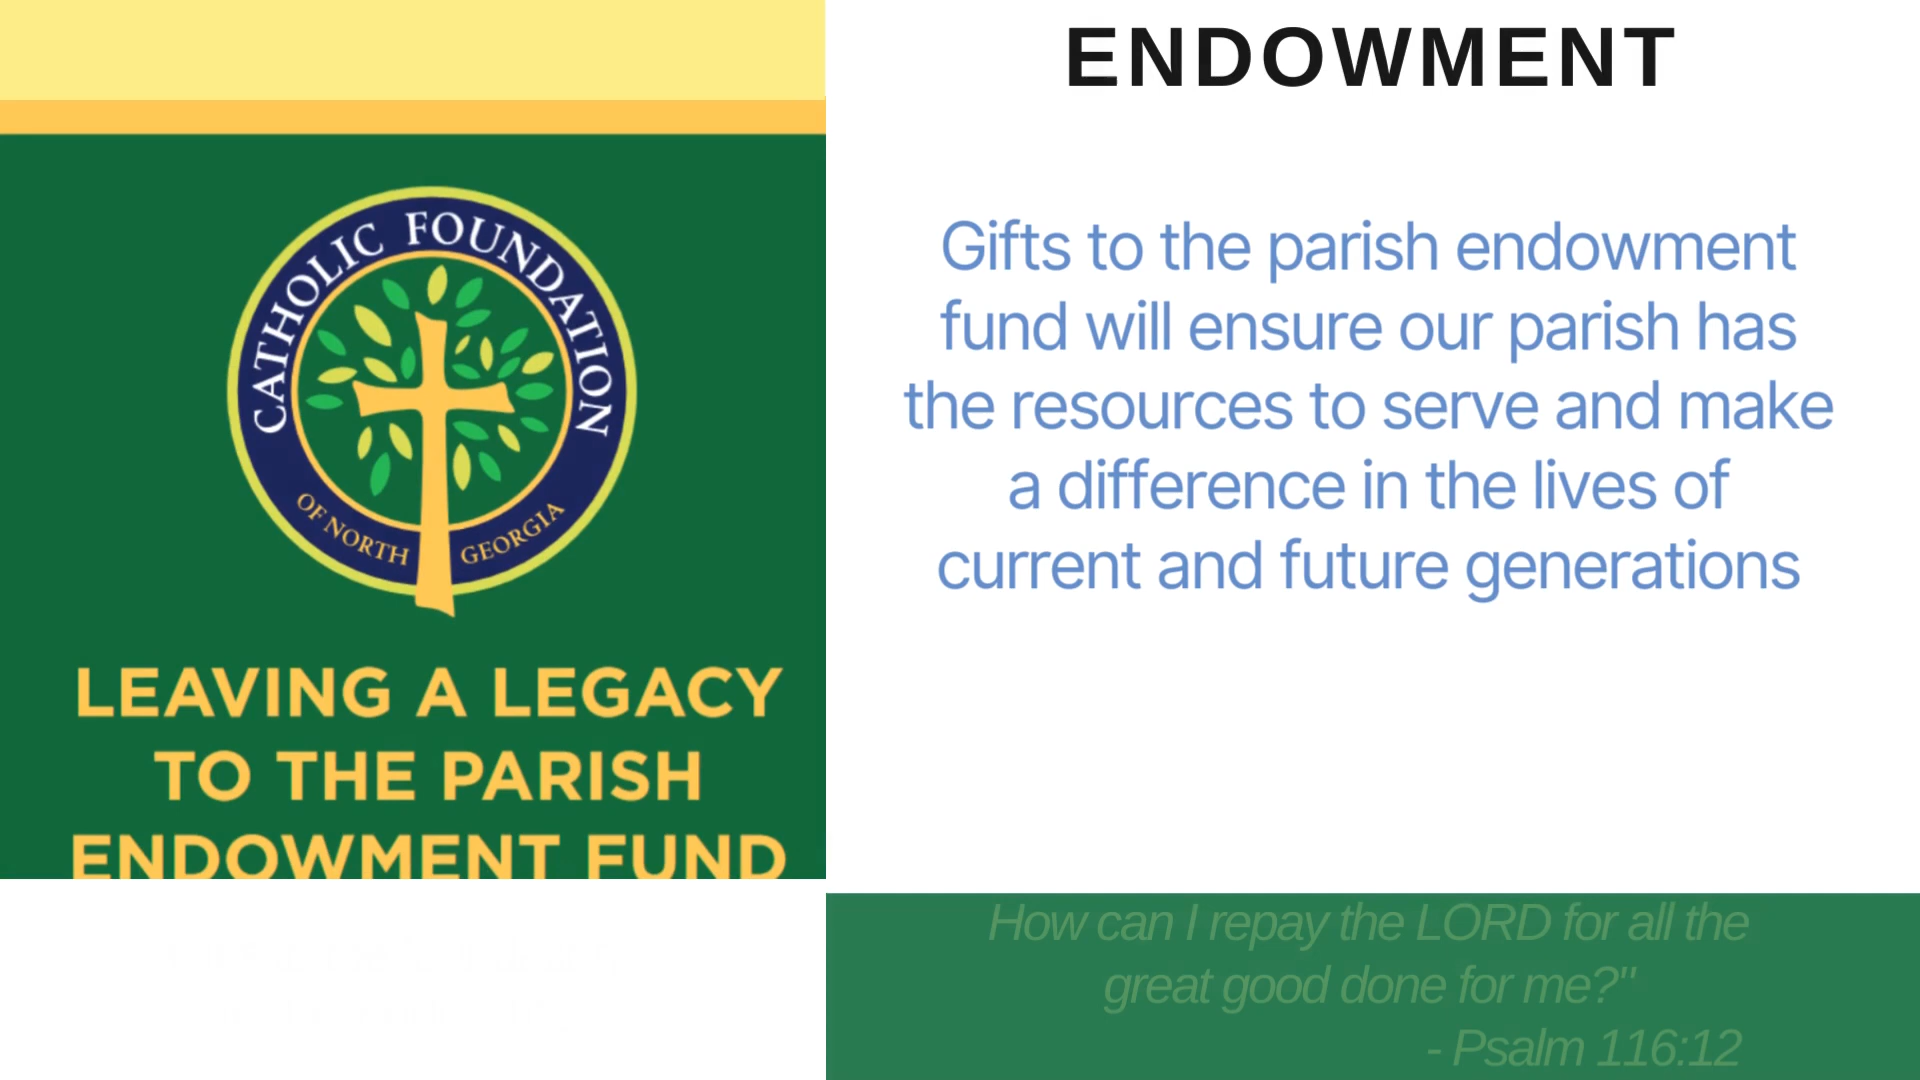 CATHOLIC FOUNDATION
OF NORTH GEORGIA
LEAVING A LEGACY
TO THE PARISH
ENDOWMENT FUND
ENDOWMENT
Gifts to the parish endowment
fund will ensure our parish has
the resources to serve and make
a difference in the lives of
current and future generations
How can I repay the LORD for all the
great good done for me?"
- Psalm 116:12